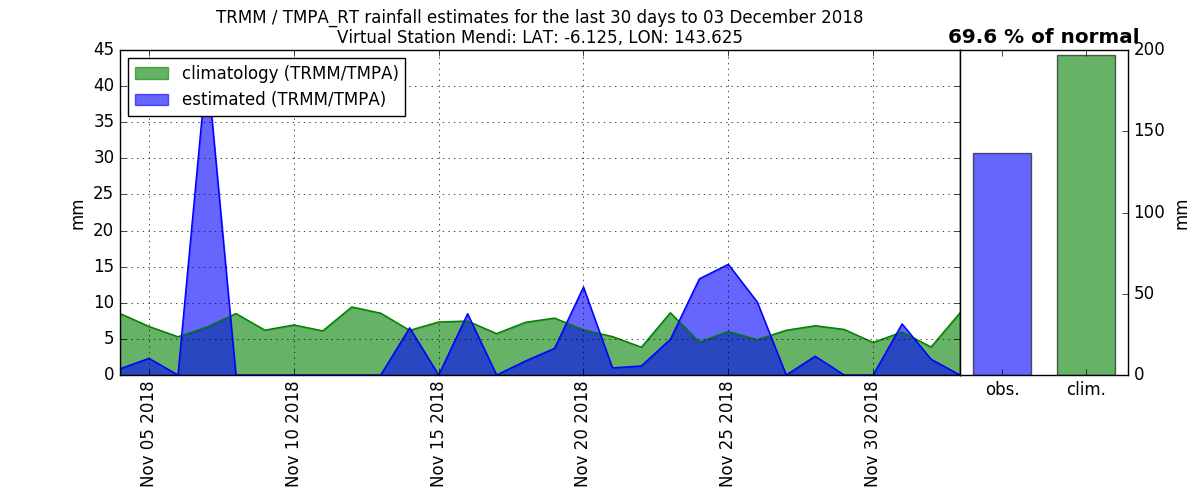 TRMM / TMPA_RT rainfall estimates for the last 30 days to 03 December 2018
Virtual Station Mendi: LAT: -6.125, LON: 143.625
69.6 % of normal
climatology (TRMM/TMPA)
estimated (TRMM/TMPA)
45
40
35
30
25
20
15
10
5
0
mm
Nov 05 2018
Nov 10 2018
Nov 15 2018
Nov 20 2018
Nov 25 2018
Nov 30 2018
obs.
clim.
200
150
100
50
0
mm